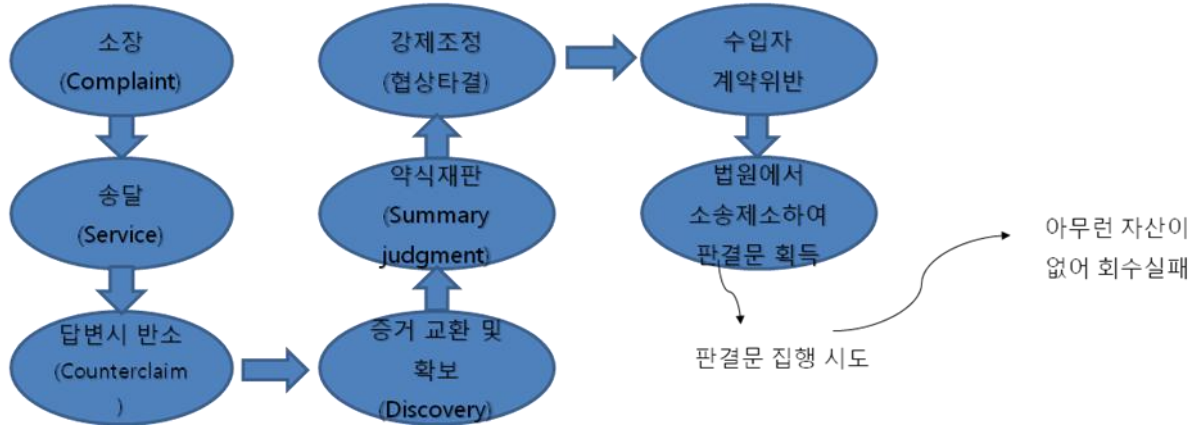 소장
(Complaint)
송달
(Service)
답변시 반소
(Counterclaim
)
증거 교환 및
확보
(Discovery)
약식재판
(Summary
judgment)
강제조정
(협상타결)
수입자
계약위반
법원에서
소송제소하여
판결문 획득
판결문 집행 시도
아무런 자산이
없어 회수실패